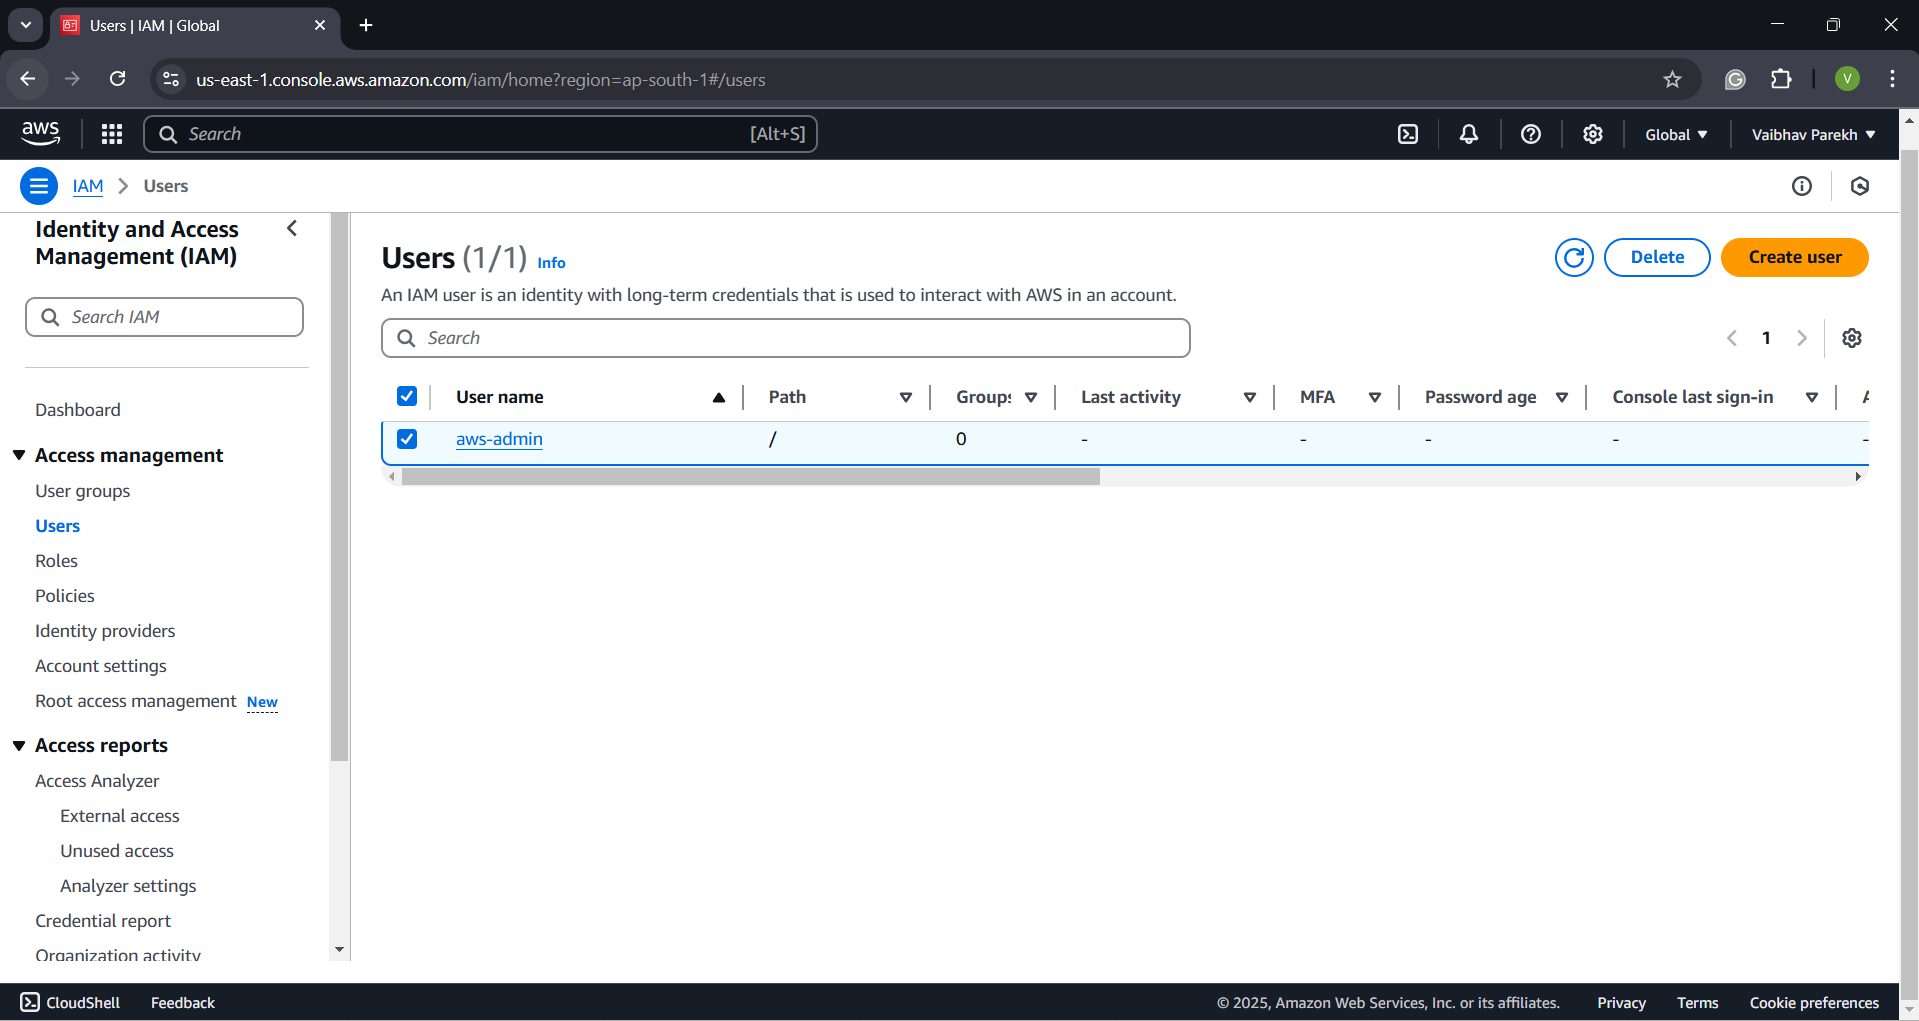 Users | IAM | Global
us-east-1.console.aws.amazon.com/iam/home?region=ap-south-1#/users
V
aws
Search [Alt+S]
Global
Vaibhav Parekh
IAM > Users
Identity and Access
Management (IAM)
Search IAM
Dashboard
Access management
User groups
Users
Roles
Policies
Identity providers
Account settings
Root access management New
Access reports
Access Analyzer
External access
Unused access
Analyzer settings
Credential report
Organization activity
Users (1/1) Info
Delete
Create user
An IAM user is an identity with long-term credentials that is used to interact with AWS in an account.
Search
1
User name Path Groups Last activity MFA Password age Console last sign-in A
aws-admin / 0 - - - - -
CloudShell Feedback © 2025, Amazon Web Services, Inc. or its affiliates. Privacy Terms Cookie preferences